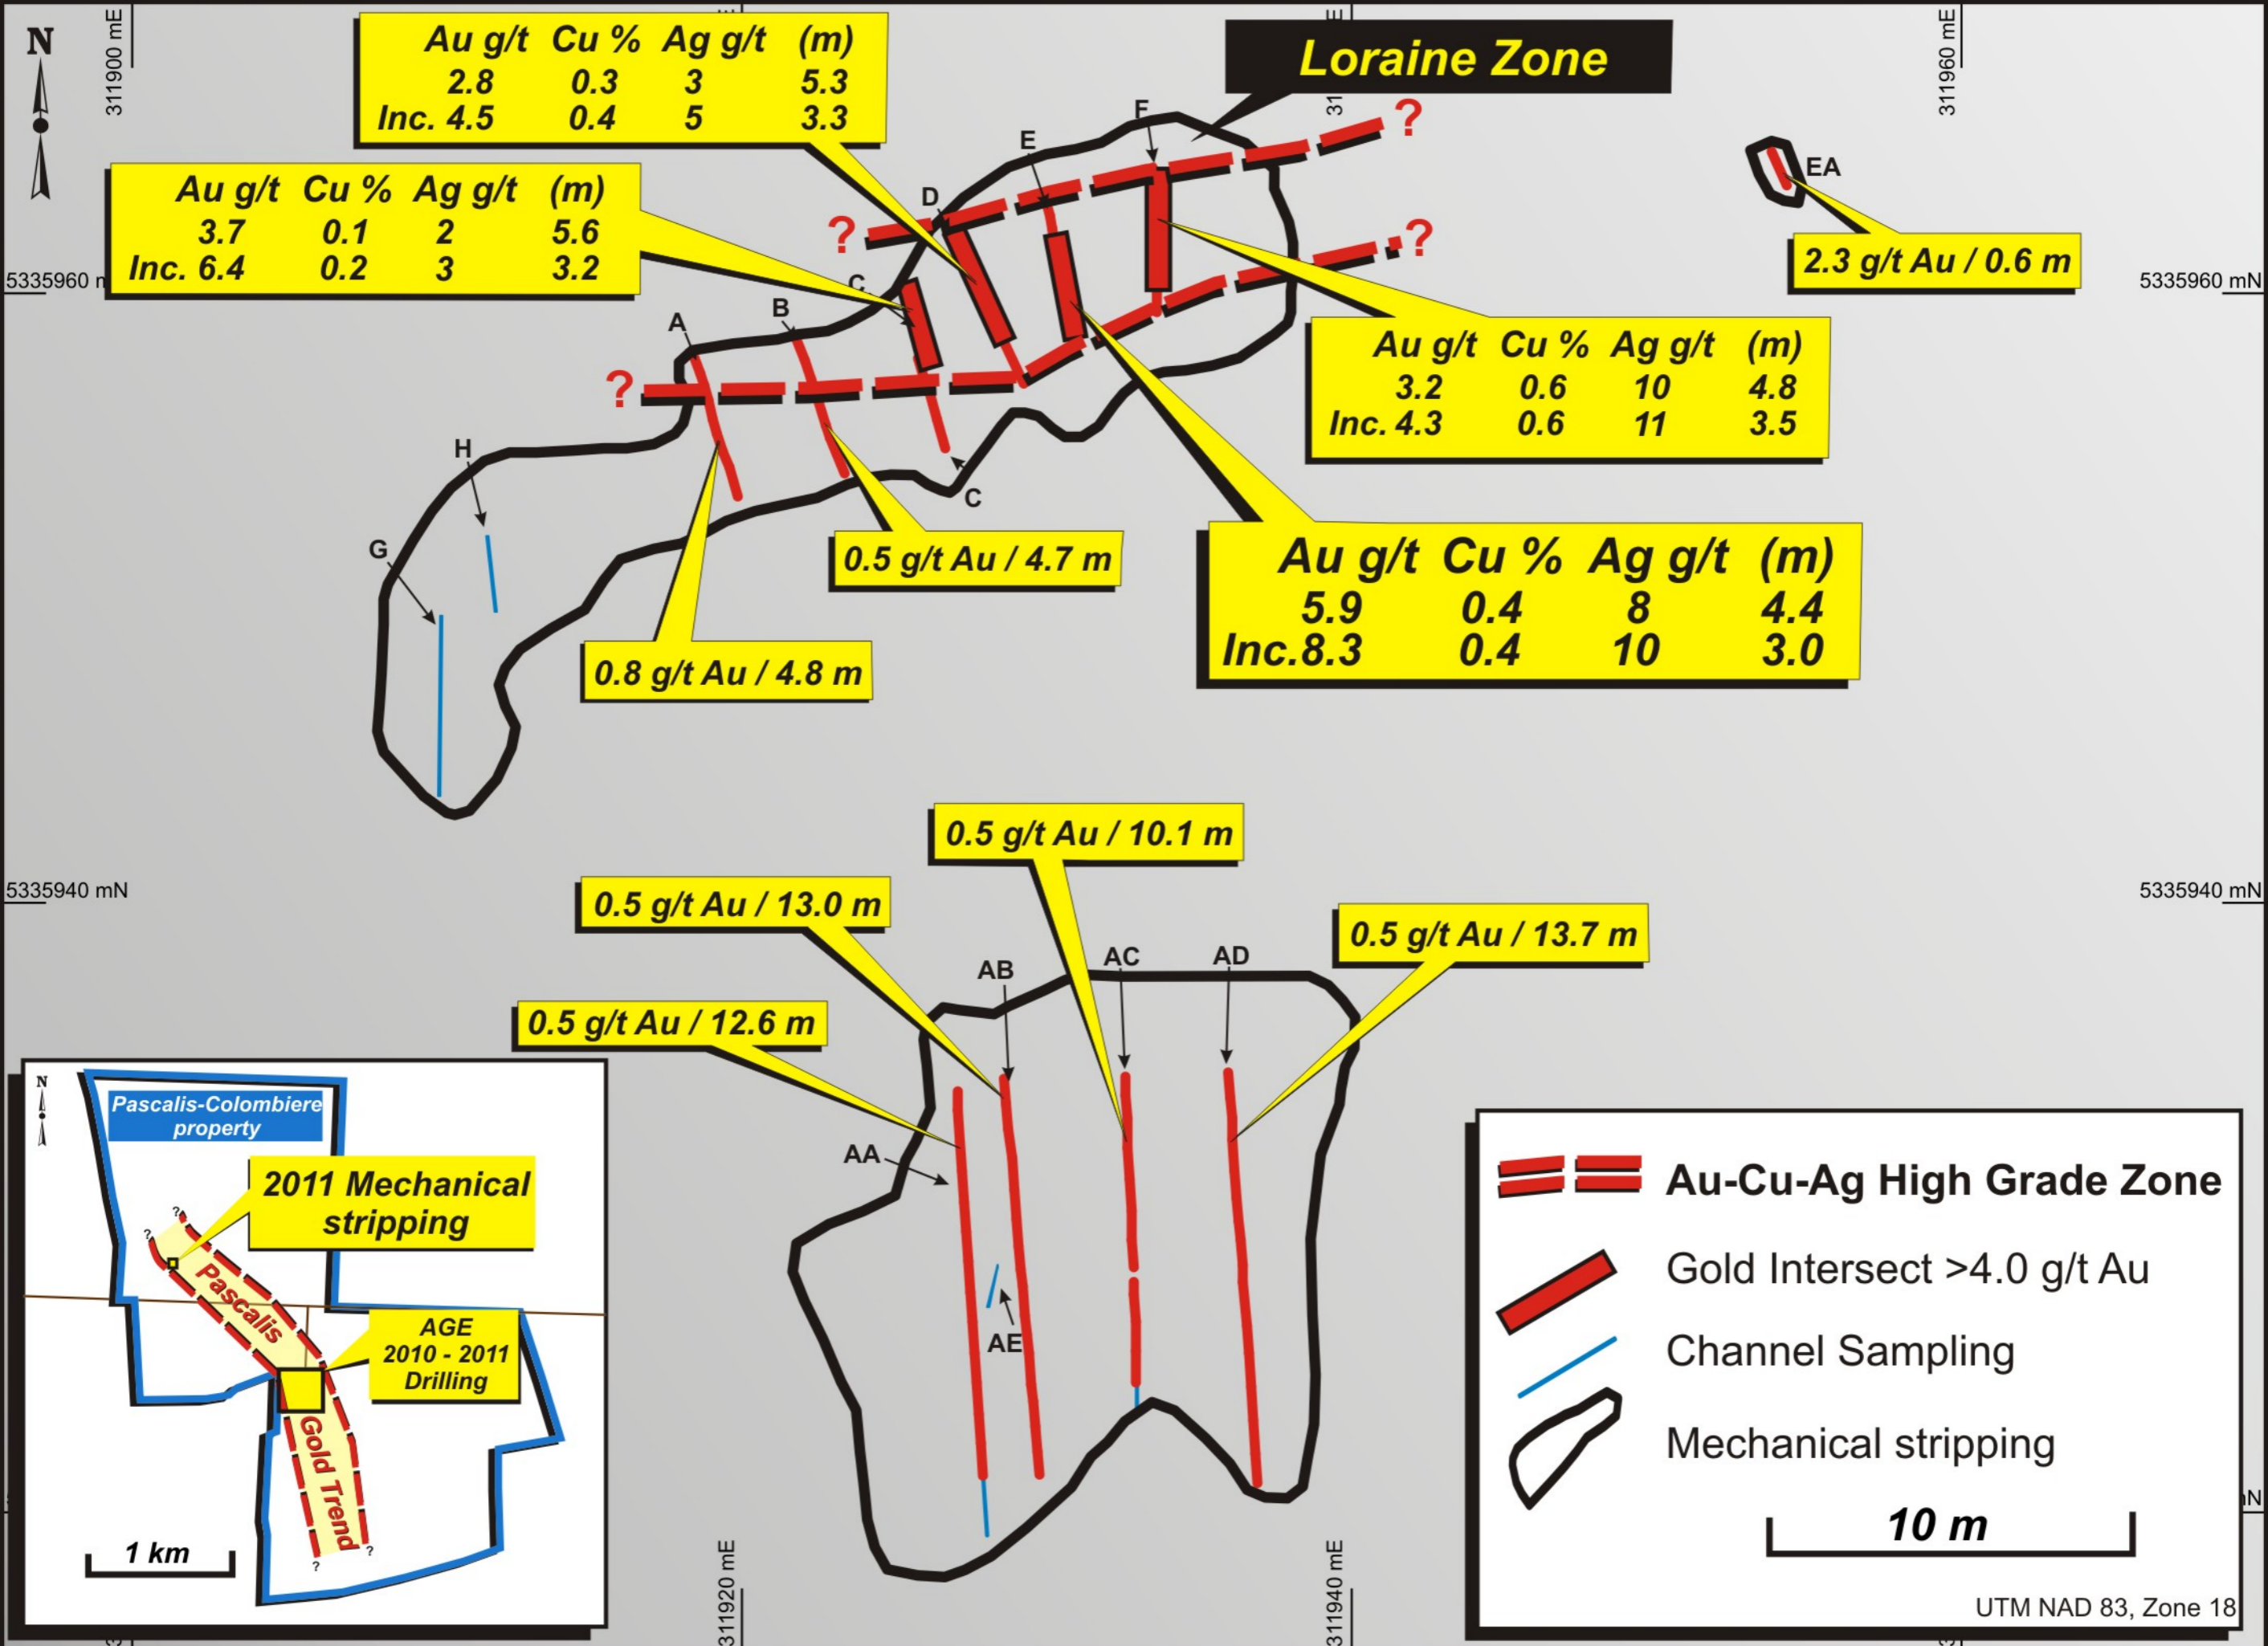 N
311900 mE
E
E
311960 mE
Au g/t Cu % Ag g/t (m)
2.8 0.3 3 5.3
Inc. 4.5 0.4 5 3.3
Loraine Zone
31
F
?
E
EA
Au g/t Cu % Ag g/t (m)
3.7 0.1 2 5.6
Inc. 6.4 0.2 3 3.2
D
?
?
2.3 g/t Au / 0.6 m
5335960 m
5335960 mN
C
B
A
Au g/t Cu % Ag g/t (m)
3.2 0.6 10 4.8
Inc. 4.3 0.6 11 3.5
?
H
C
G
0.5 g/t Au / 4.7 m
Au g/t Cu % Ag g/t (m)
5.9 0.4 8 4.4
Inc.8.3 0.4 10 3.0
0.8 g/t Au / 4.8 m
0.5 g/t Au / 10.1 m
5335940 mN
5335940 mN
0.5 g/t Au / 13.0 m
0.5 g/t Au / 13.7 m
AB
AC
AD
0.5 g/t Au / 12.6 m
AA
AE
N
Pascalis-Colombiere
property
2011 Mechanical
stripping
?
?
Pascalis
AGE
2010 - 2011
Drilling
Gold Trend
?
?
1 km
Au-Cu-Ag High Grade Zone
Gold Intersect >4.0 g/t Au
Channel Sampling
Mechanical stripping
10 m
UTM NAD 83, Zone 18
N
311920 mE
311940 mE